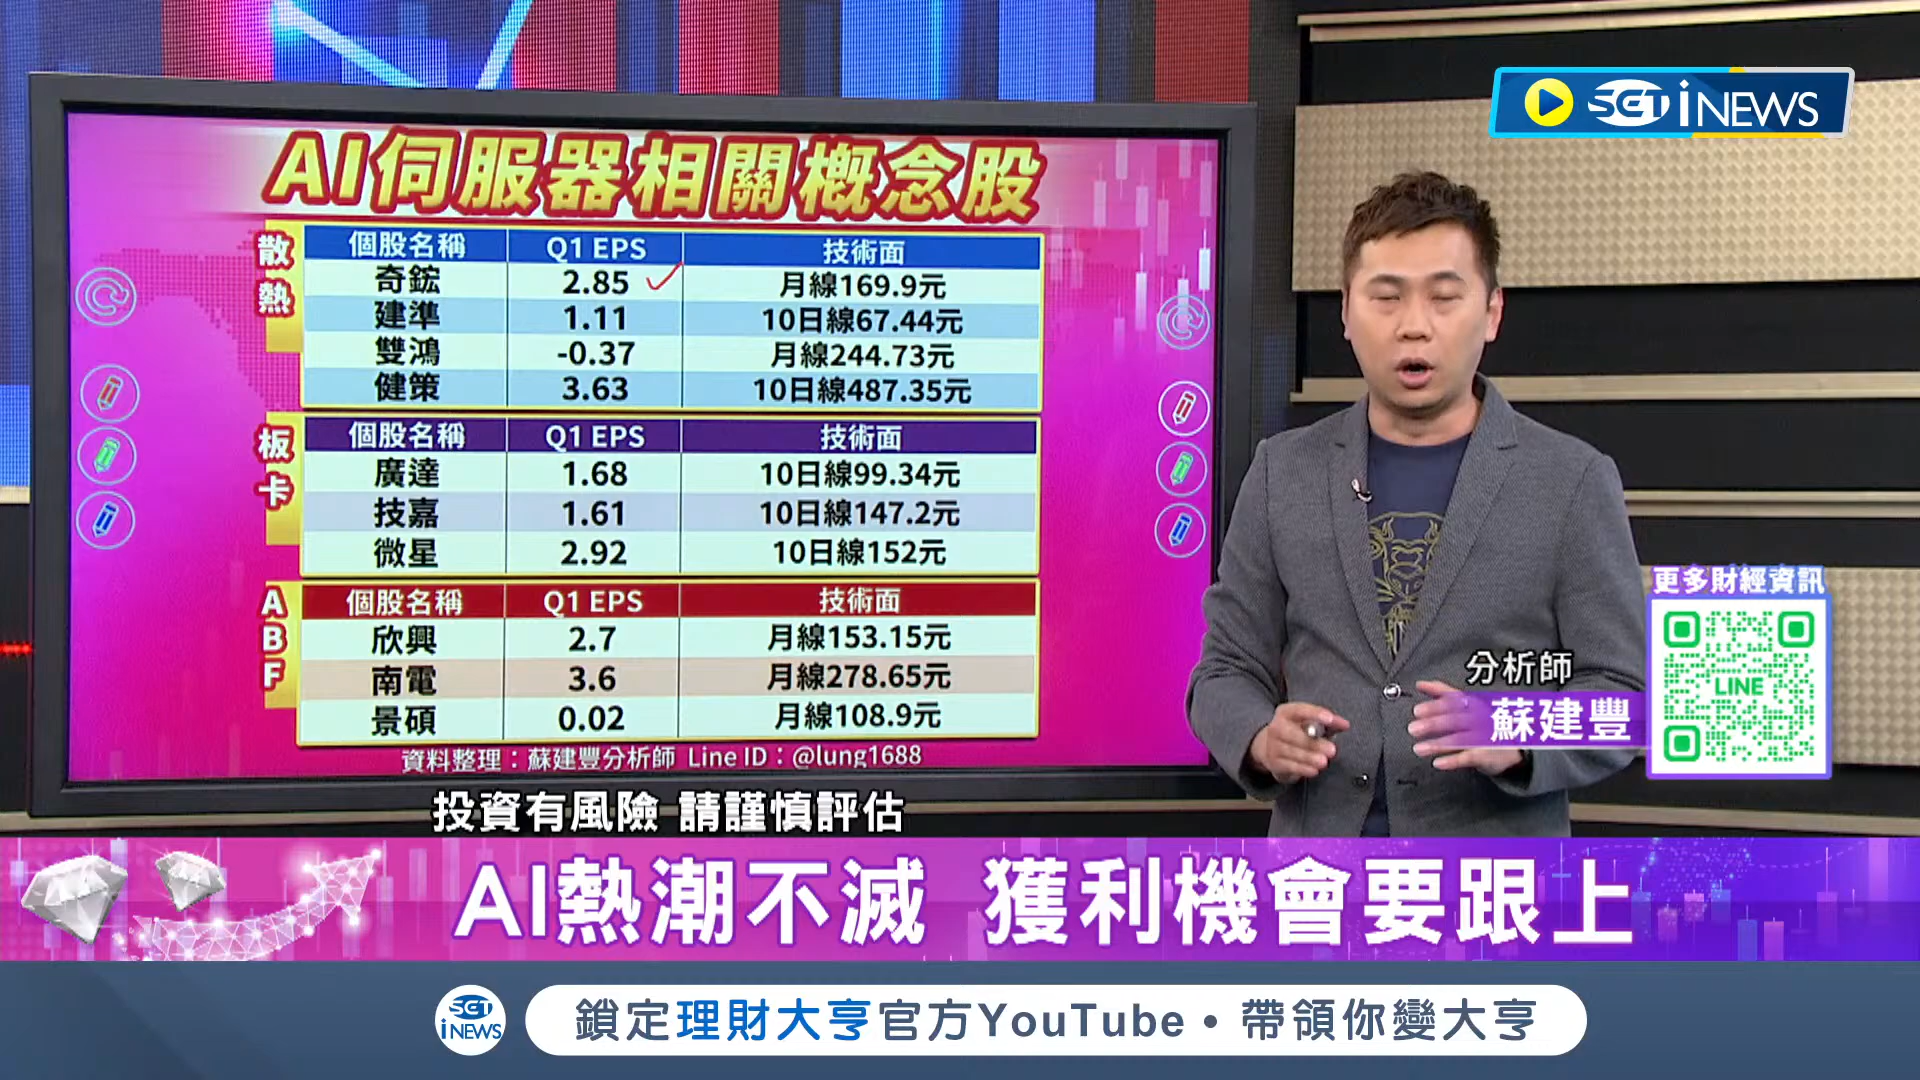 SET iNEWS
AI伺服器相關概念股
散熱
個股名稱 Q1 EPS 技術面
奇鋐 2.85 月線169.9元
建準 1.11 10日線67.44元
雙鴻 -0.37 月線244.73元
健策 3.63 10日線487.35元
板卡
個股名稱 Q1 EPS 技術面
廣達 1.68 10日線99.34元
技嘉 1.61 10日線147.2元
微星 2.92 10日線152元
ABF
個股名稱 Q1 EPS 技術面
欣興 2.7 月線153.15元
南電 3.6 月線278.65元
景碩 0.02 月線108.9元
資料整理：蘇建豐分析師 Line ID：@lung1688
更多財經資訊
LINE
分析師
蘇建豐
投資有風險 請謹慎評估
AI熱潮不滅 獲利機會要跟上
SET iNEWS
鎖定理財大亨官方YouTube•帶領你變大亨